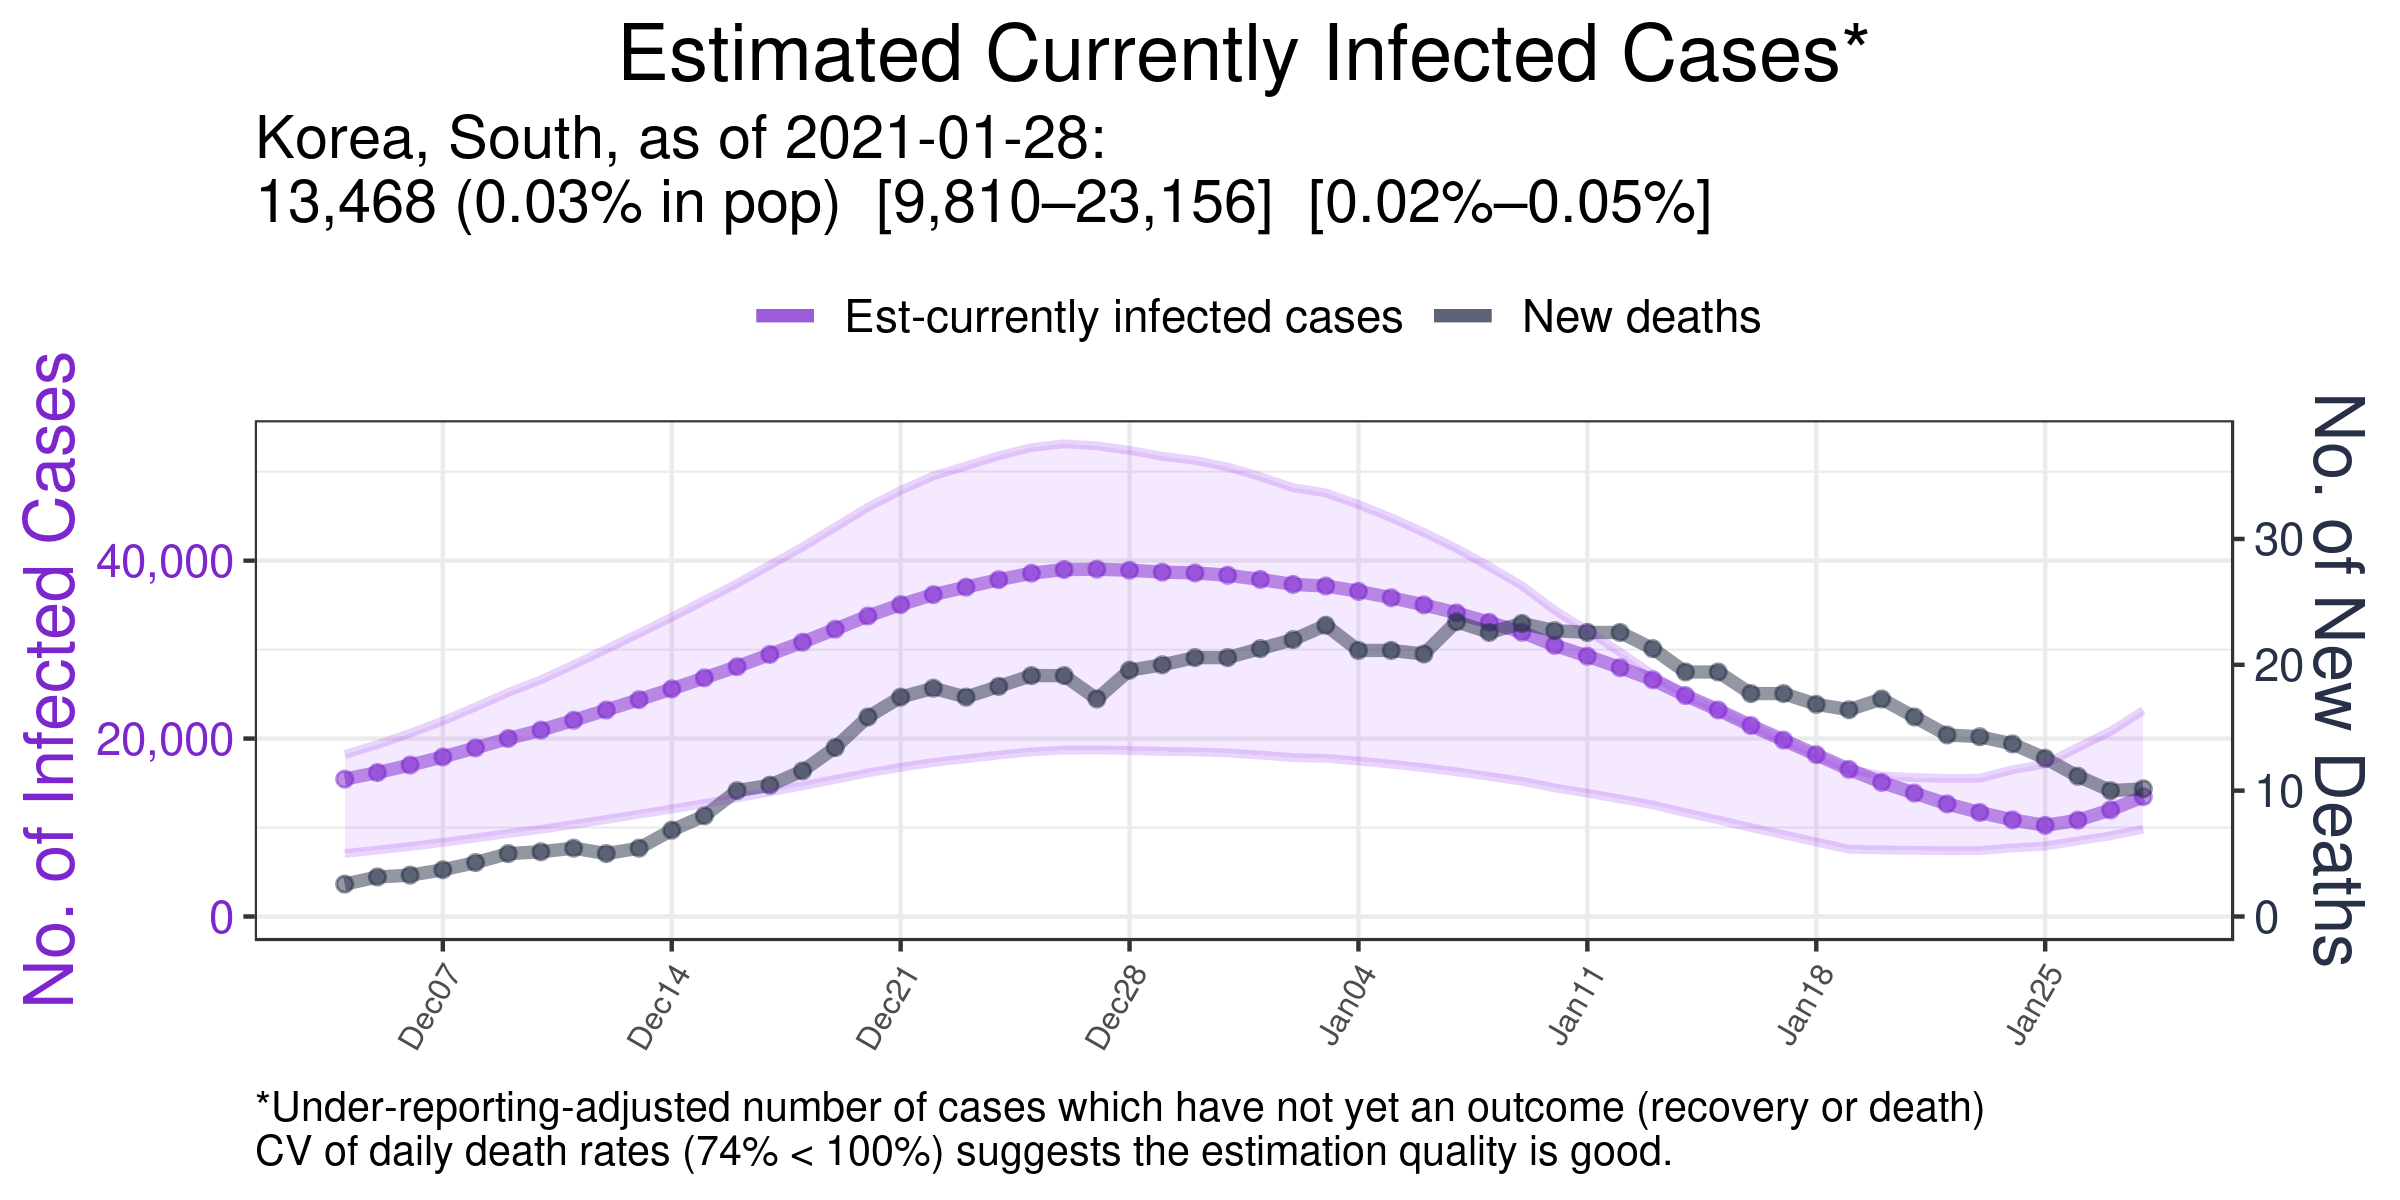 Estimated Currently Infected Cases*
Korea, South, as of 2021-01-28:
13,468 (0.03% in pop)  [9,810–23,156]  [0.02%–0.05%]
Est-currently infected cases
New deaths
No. of Infected Cases
40,000
20,000
0
No. of New Deaths
30
20
10
0
Dec07
Dec14
Dec21
Dec28
Jan04
Jan11
Jan18
Jan25
*Under-reporting-adjusted number of cases which have not yet an outcome (recovery or death)
CV of daily death rates (74% < 100%) suggests the estimation quality is good.